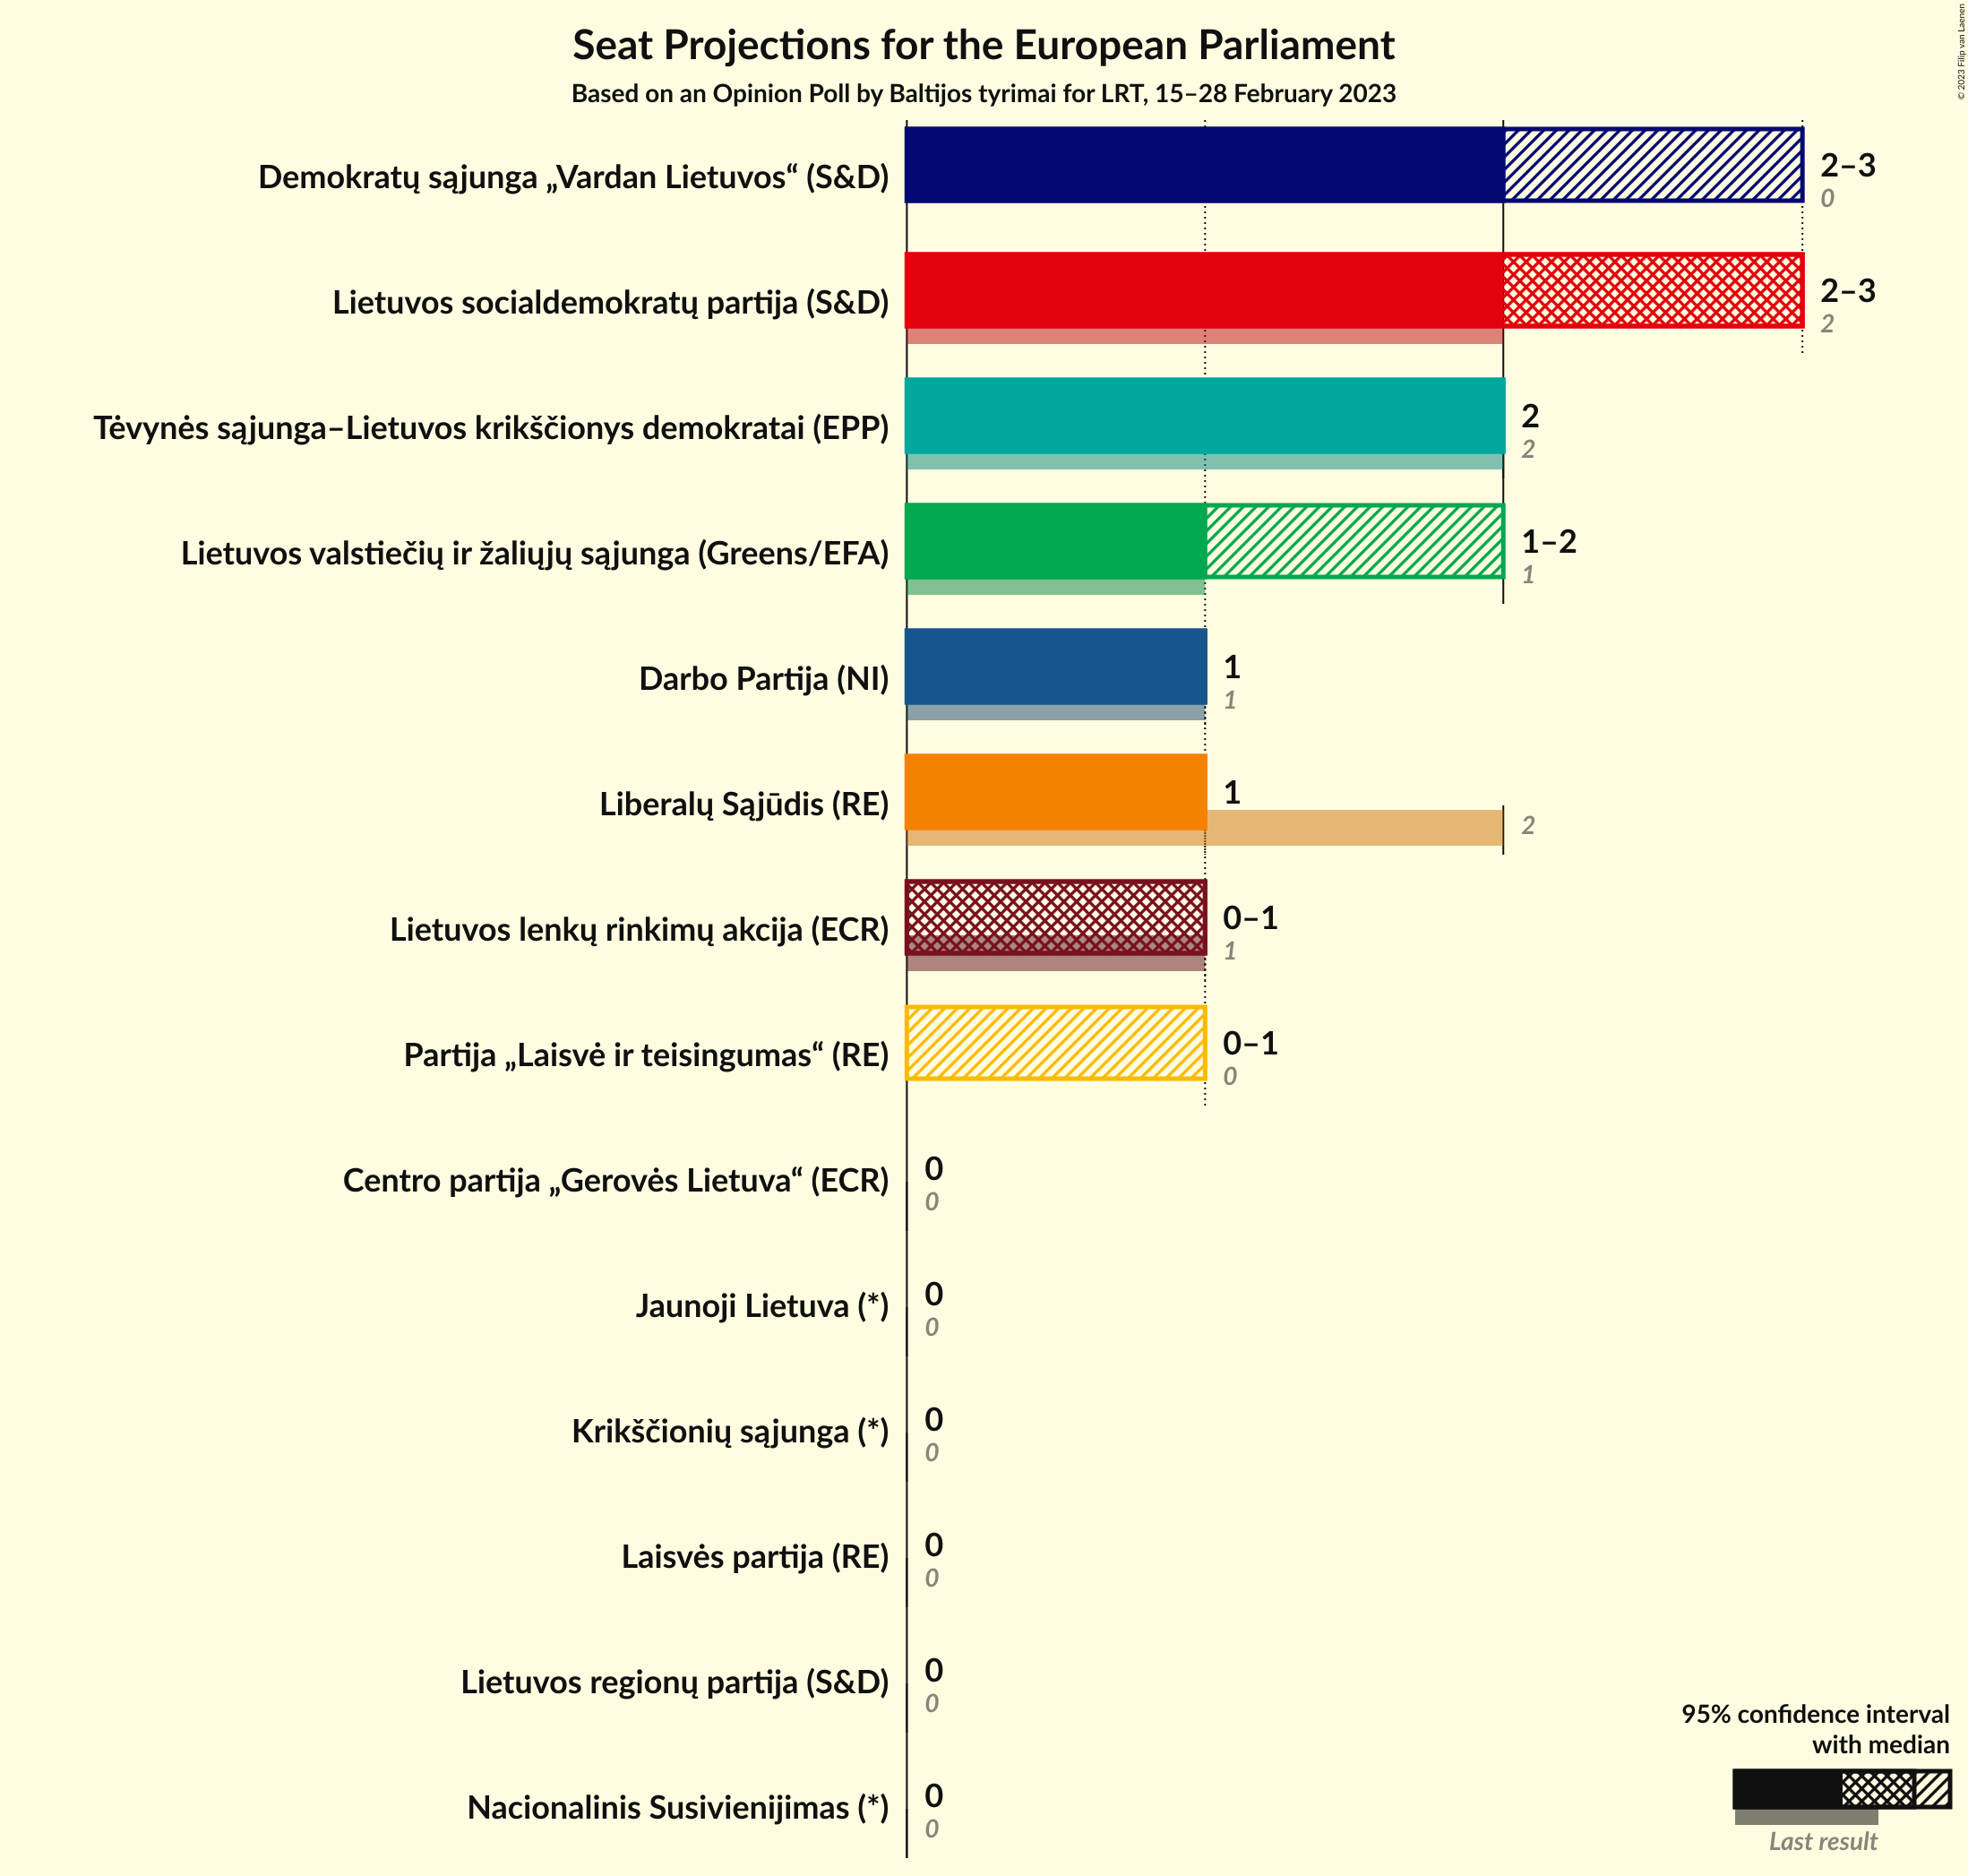 Seat Projections for the European Parliament
Based on an Opinion Poll by Baltijos tyrimai for LRT, 15–28 February 2023
© 2023 Filip van Laenen
Demokratų sąjunga „Vardan Lietuvos“ (S&D)
2–3
0
Lietuvos socialdemokratų partija (S&D)
2–3
2
Tėvynės sąjunga–Lietuvos krikščionys demokratai (EPP)
2
2
Lietuvos valstiečių ir žaliųjų sąjunga (Greens/EFA)
1–2
1
Darbo Partija (NI)
1
1
Liberalų Sąjūdis (RE)
1
2
Lietuvos lenkų rinkimų akcija (ECR)
0–1
1
Partija „Laisvė ir teisingumas“ (RE)
0–1
0
Centro partija „Gerovės Lietuva“ (ECR)
0
0
Jaunoji Lietuva (*)
0
0
Krikščionių sąjunga (*)
0
0
Laisvės partija (RE)
0
0
Lietuvos regionų partija (S&D)
0
0
Nacionalinis Susivienijimas (*)
0
0
95% confidence interval
with median
Last result